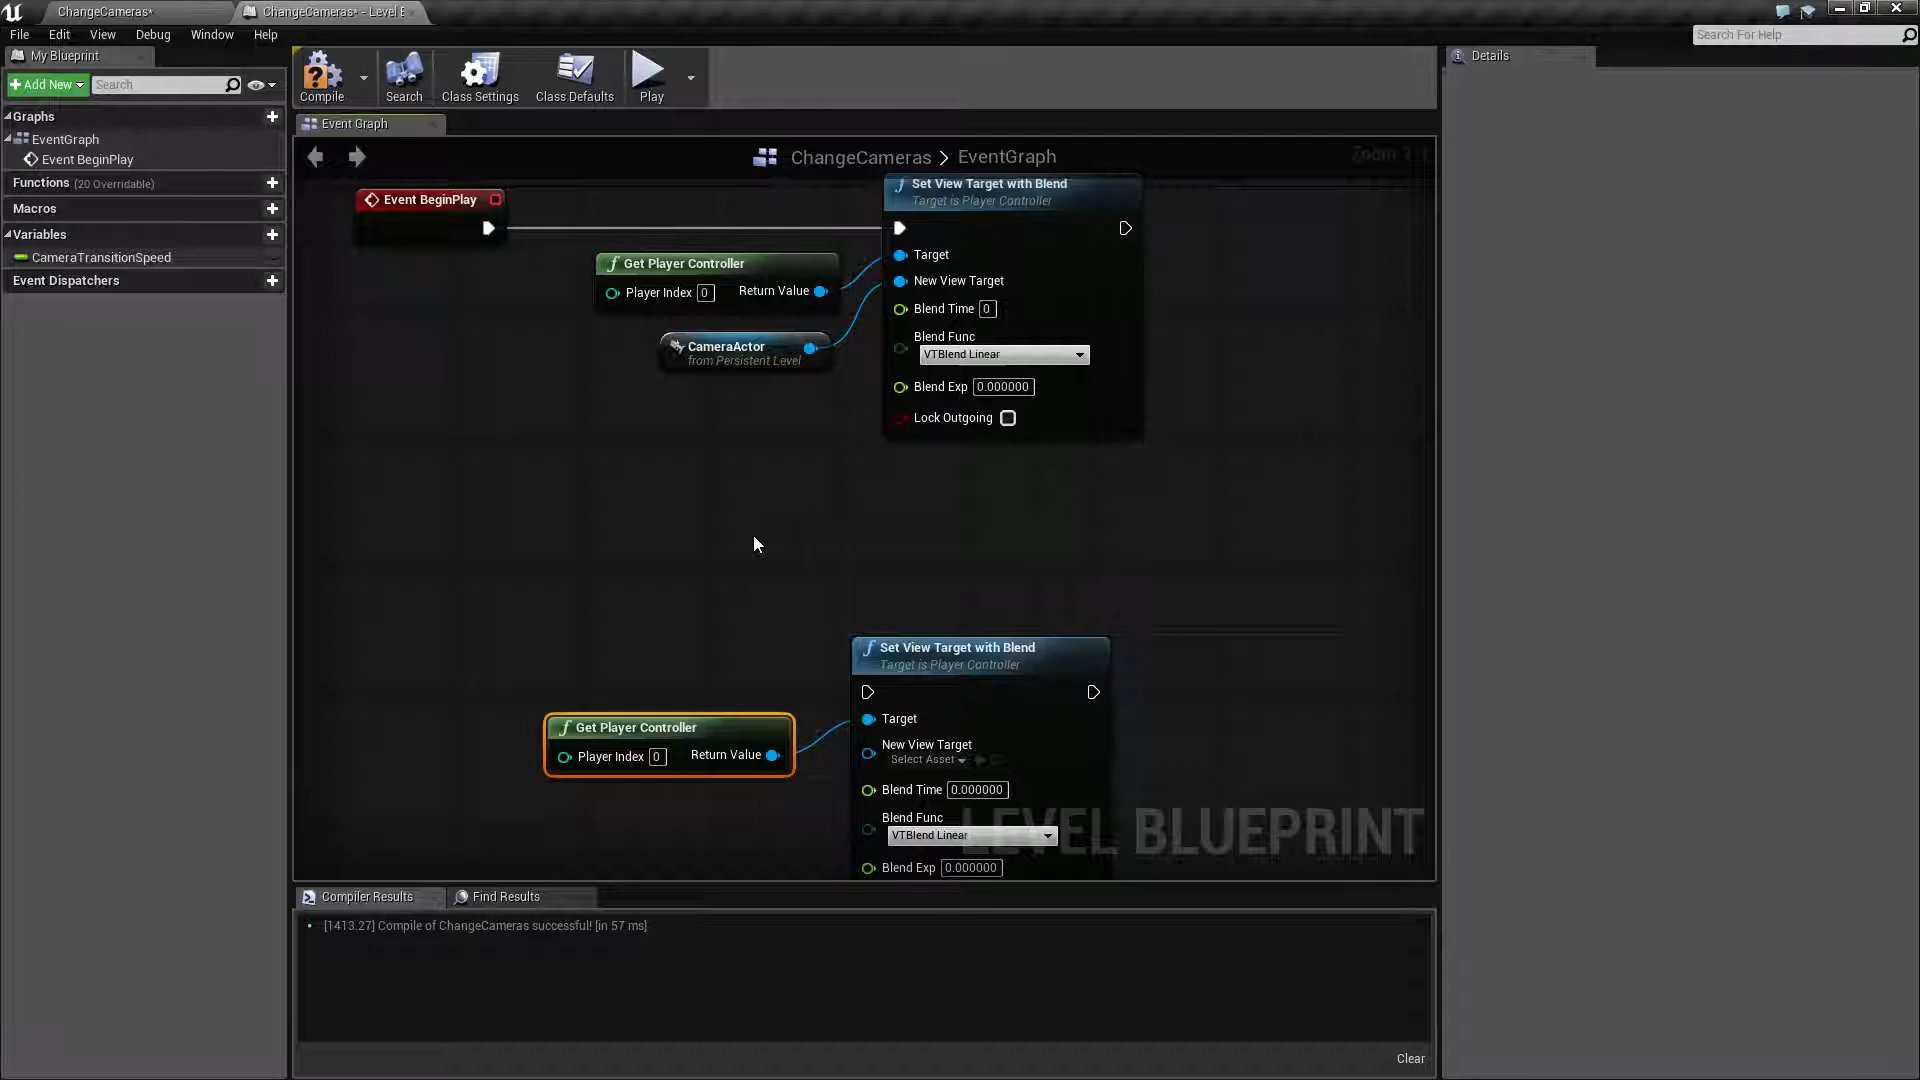 ChangeCameras*
ChangeCameras* - Level E
File Edit View Debug Window Help
Search For Help
My Blueprint
Add New
Search
Graphs
EventGraph
Event BeginPlay
Functions (20 Overridable)
Macros
Variables
CameraTransitionSpeed
Event Dispatchers
Compile
Search
Class Settings
Class Defaults
Play
Details
Event Graph
ChangeCameras > EventGraph
Zoom 1:1
Event BeginPlay
Set View Target with Blend
Target is Player Controller
Target
New View Target
Blend Time 0
Blend Func
VTBlend Linear
Blend Exp 0.000000
Lock Outgoing
Get Player Controller
Player Index 0 Return Value
CameraActor
from Persistent Level
Set View Target with Blend
Target is Player Controller
Target
New View Target
Select Asset
Blend Time 0.000000
Blend Func
VTBlend Linear
Blend Exp 0.000000
Get Player Controller
Player Index 0 Return Value
LEVEL BLUEPRINT
Compiler Results
Find Results
[1413.27] Compile of ChangeCameras successful! [in 57 ms]
Clear